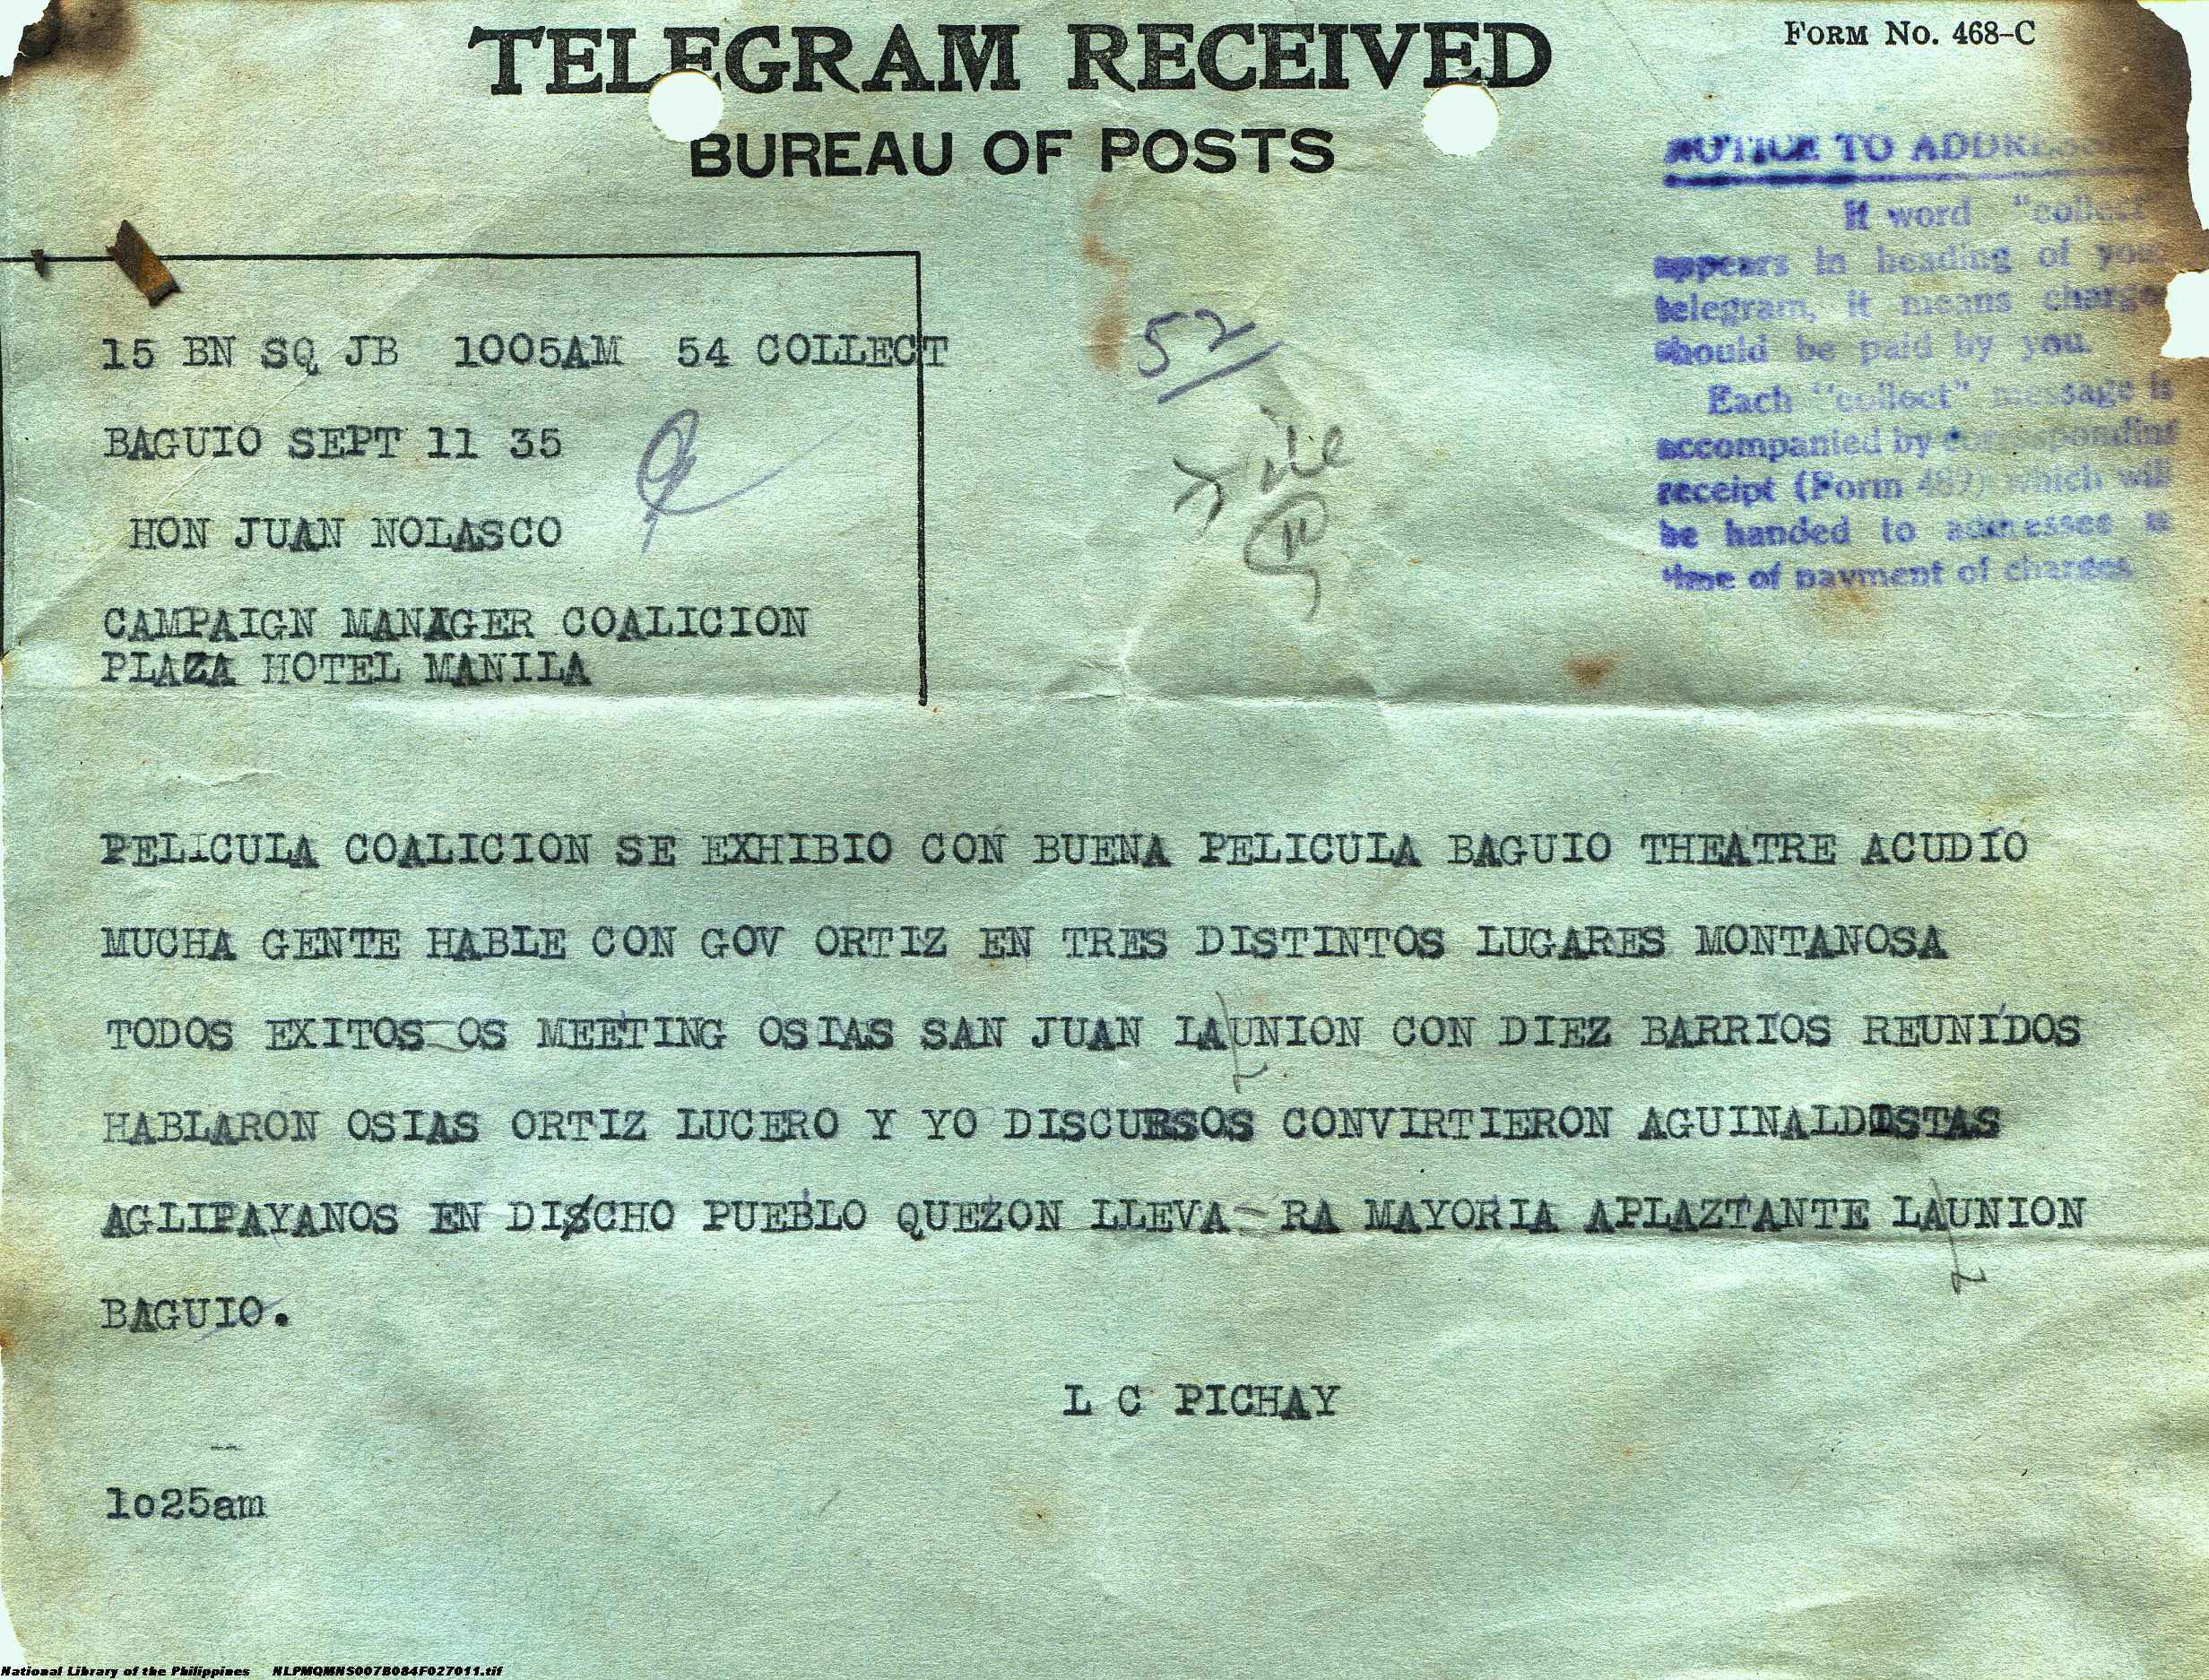 FORM NO. 468-C
TELEGRAM RECEIVED
BUREAU OF POSTS
NOTICE TO
If word "collect"
appears in heading of your
telegram, it means charges
should be paid by you.
Each "collect" message is
accompanied by corresponding
receipt (Form 489) which will
be handed to
time of payment of charges
15 BN SQ JB 1005AM 54 COLLECT
52
BAGUIO SEPT 11 35
file
HON JUAN NOLASCO
CAMPAIGN MANAGER COALICION
PLAZA HOTEL MANILA
PELICULA COALICION SE EXHIBIO CON BUENA PELICULA BAGUIO THEATRE ACUDIO
MUCHA GENTE HABLE CON GOV ORTIZ EN TRES DISTINTOS LUGARES MONTANOSA
TODOS EXITOS OS MEETING OSIAS SAN JUAN LAUNION CON DIEZ BARRIOS REUNIDOS
HABLARON OSIAS ORTIZ LUCERO Y YO DISCURSOS CONVIRTIERON AGUINALDISTAS
AGLIPAYANOS EN DISCHO PUEBLO QUEZON LLEVA-RA MAYORIA APLAZTANTE LAUNION
BAGUIO.
L C PICHAY
1o25am
National Library of the Philippines NLPMQMNS007B084F027011.tif